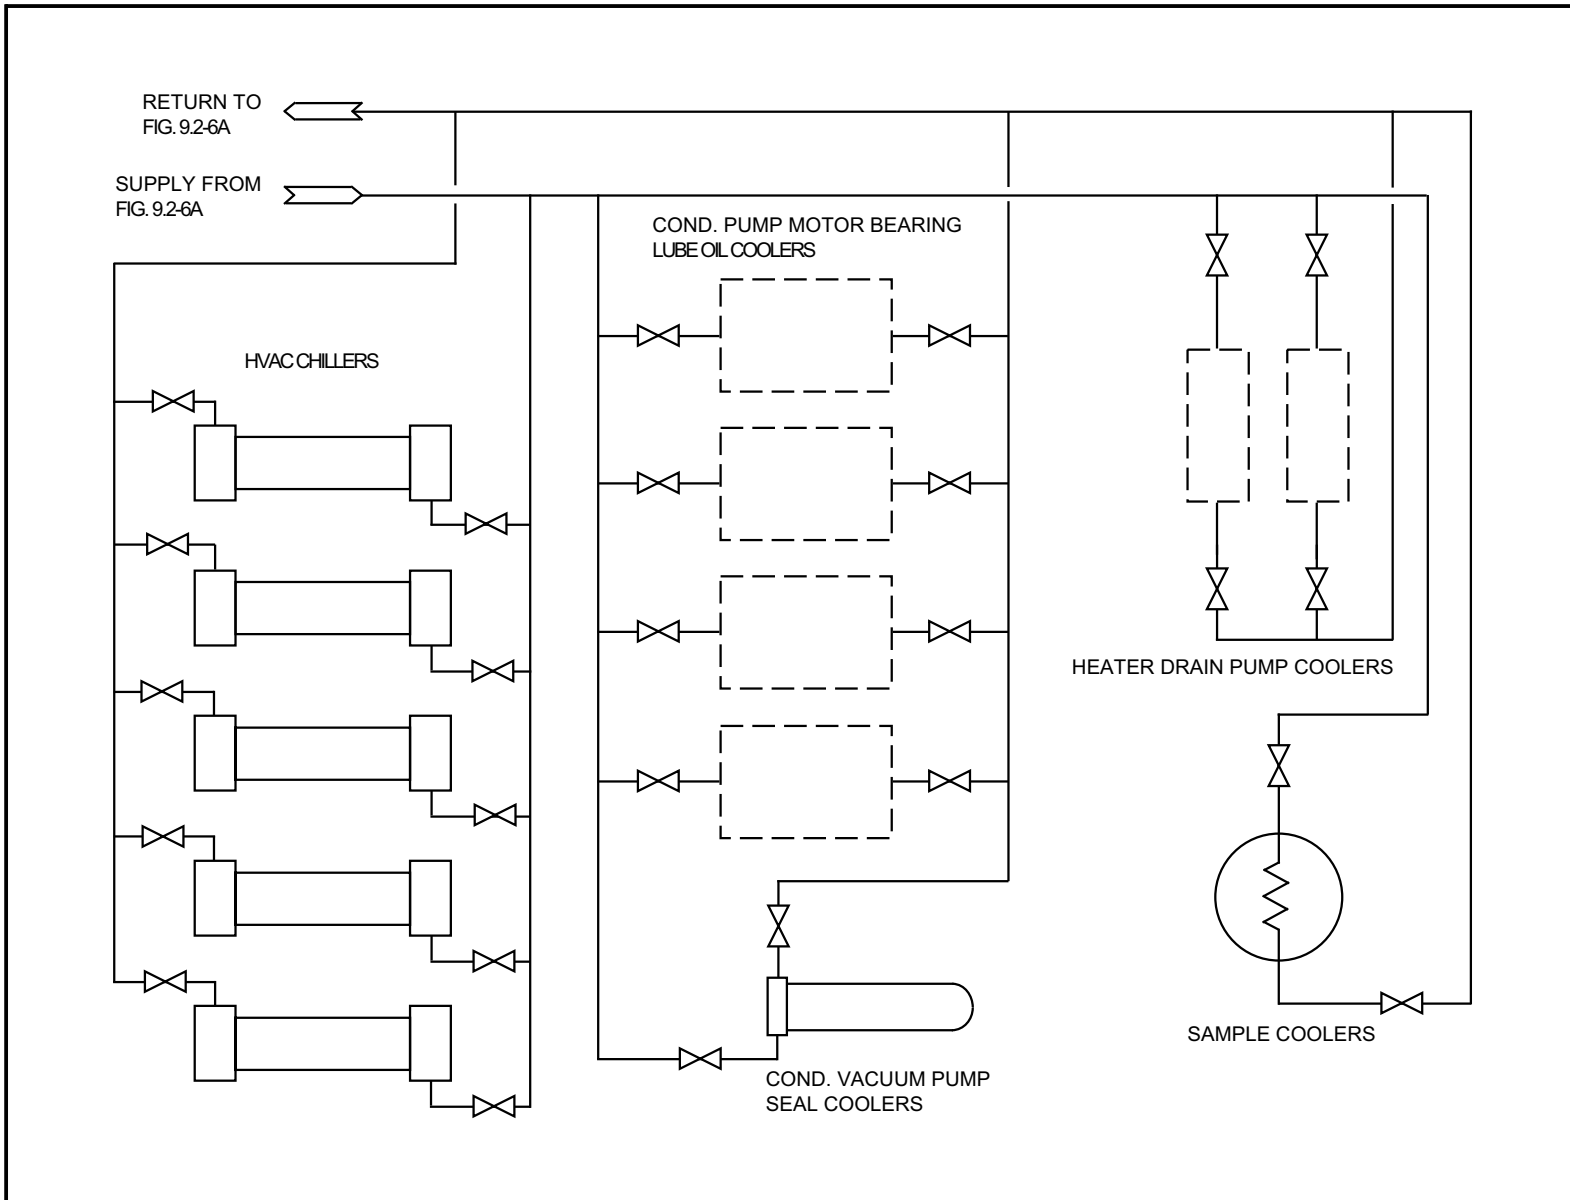 RETURN TO
FIG. 9.2-6A
SUPPLY FROM
FIG. 9.2-6A
COND. PUMP MOTOR BEARING
LUBE OIL COOLERS
HVAC CHILLERS
HEATER DRAIN PUMP COOLERS
SAMPLE COOLERS
COND. VACUUM PUMP
SEAL COOLERS